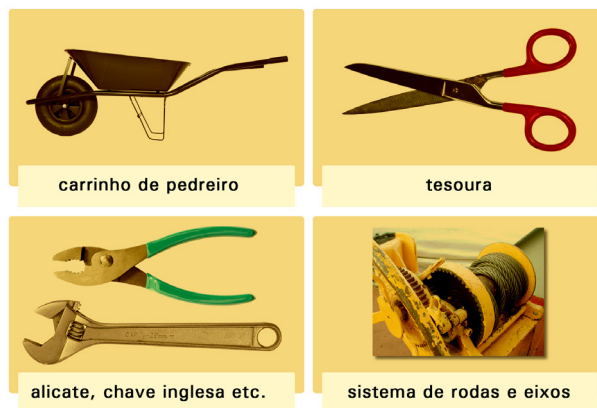 carrinho de pedreiro
tesoura
alicate, chave inglesa etc.
sistema de rodas e eixos